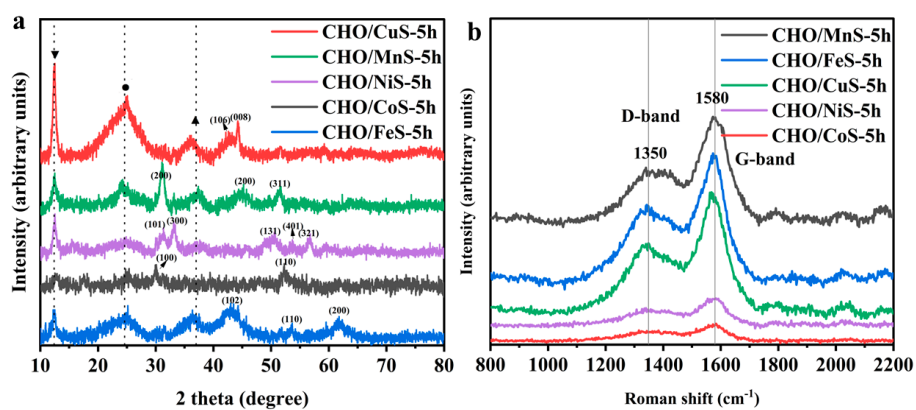 a
CHO/CuS-5h
CHO/MnS-5h
CHO/NiS-5h
CHO/CoS-5h
CHO/FeS-5h
(106)
(008)
(200)
(200)
(311)
(101)
(300)
(131)
(401)
(321)
(100)
(110)
(102)
(110)
(200)
10 20 30 40 50 60 70 80
2 theta (degree)
Intensity (arbitrary units)
b
CHO/MnS-5h
CHO/FeS-5h
CHO/CuS-5h
CHO/NiS-5h
CHO/CoS-5h
D-band
1350
1580
G-band
800 1000 1200 1400 1600 1800 2000 2200
Roman shift (cm⁻¹)
Intensity (arbitrary units)